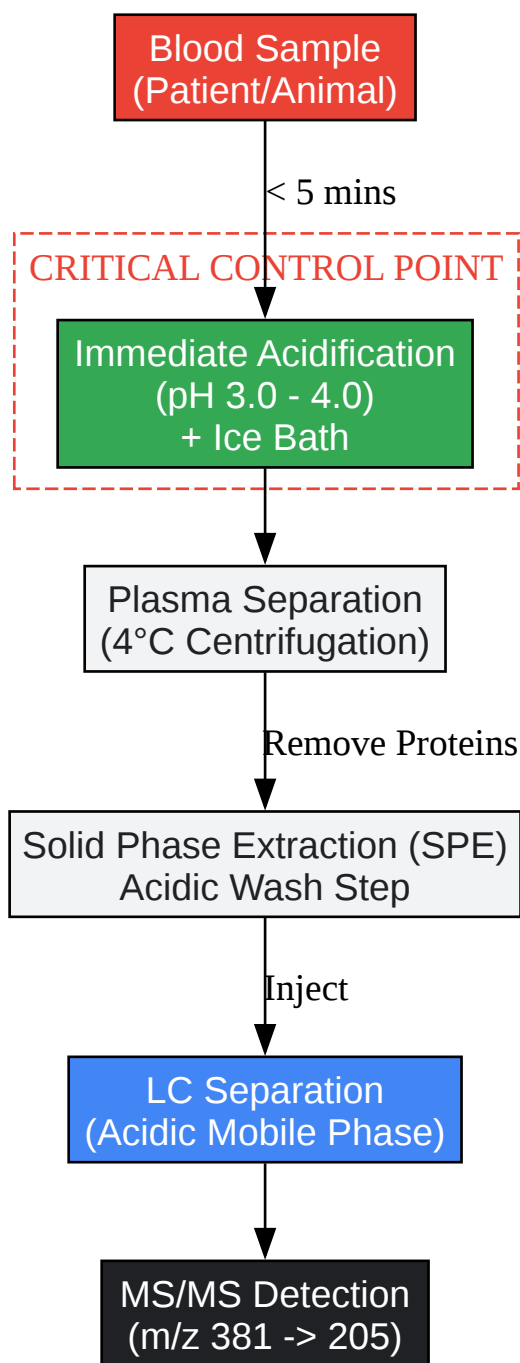 Blood Sample
(Patient/Animal)
< 5 mins
CRITICAL CONTROL POINT
Immediate Acidification
(pH 3.0 - 4.0)
+ Ice Bath
Plasma Separation
(4°C Centrifugation)
Remove Proteins
Solid Phase Extraction (SPE)
Acidic Wash Step
Inject
LC Separation
(Acidic Mobile Phase)
MS/MS Detection
(m/z 381 -> 205)